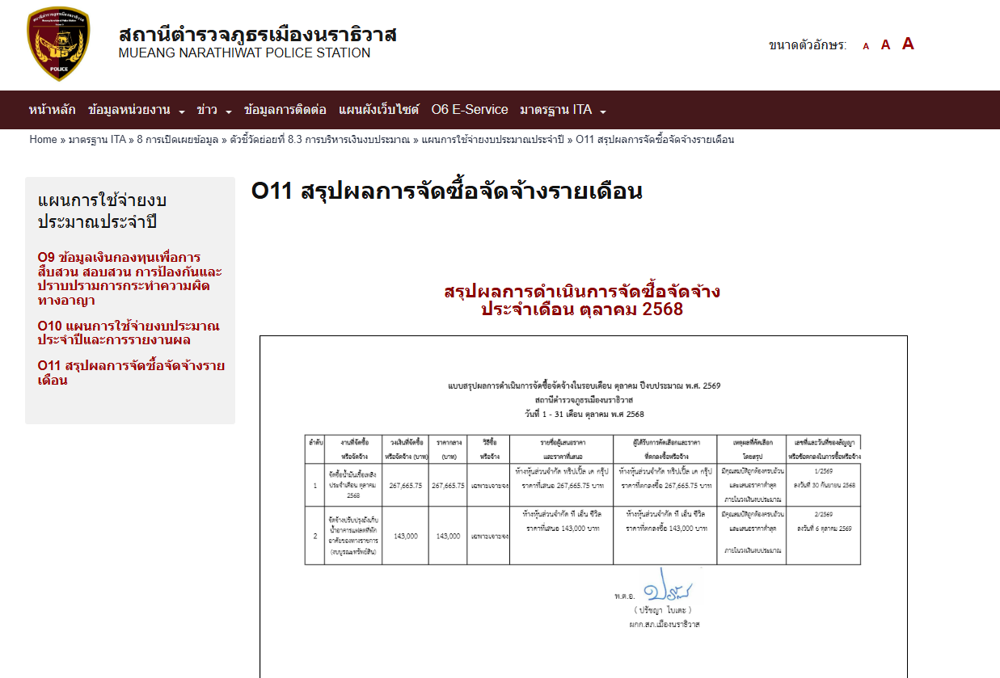 สถานีตำรวจภูธรเมืองนราธิวาส
MUEANG NARATHIWAT POLICE STATION
ขนาดตัวอักษร: A A A
POLICE
หน้าหลัก ข้อมูลหน่วยงาน ข่าว ข้อมูลการติดต่อ แผนผังเว็บไซต์ O6 E-Service มาตรฐาน ITA
Home » มาตรฐาน ITA » 8 การเปิดเผยข้อมูล » ตัวชี้วัดย่อยที่ 8.3 การบริหารเงินงบประมาณ » แผนการใช้จ่ายงบประมาณประจำปี » O11 สรุปผลการจัดซื้อจัดจ้างรายเดือน
แผนการใช้จ่ายงบ
ประมาณประจำปี
O9 ข้อมูลเงินกองทุนเพื่อการ
สืบสวน สอบสวน การป้องกันและ
ปราบปรามการกระทำความผิด
ทางอาญา
O10 แผนการใช้จ่ายงบประมาณ
ประจำปีและการรายงานผล
O11 สรุปผลการจัดซื้อจัดจ้างราย
เดือน
O11 สรุปผลการจัดซื้อจัดจ้างรายเดือน
สรุปผลการดำเนินการจัดซื้อจัดจ้าง
ประจำเดือน ตุลาคม 2568
แบบสรุปผลการดำเนินการจัดซื้อจัดจ้างในรอบเดือน ตุลาคม ปีงบประมาณ พ.ศ. 2569
สถานีตำรวจภูธรเมืองนราธิวาส
วันที่ 1 - 31 เดือน ตุลาคม พ.ศ 2568
ลำดับ งานที่จัดซื้อ วงเงินที่จัดซื้อ ราคากลาง วิธีซื้อ รายชื่อผู้เสนอราคา ผู้ได้รับการคัดเลือกและราคา เหตุผลที่คัดเลือก เลขที่และวันที่ของสัญญา
หรือจัดจ้าง หรือจัดจ้าง (บาท) (บาท) หรือจ้าง และราคาที่เสนอ ที่ตกลงซื้อหรือจ้าง โดยสรุป หรือข้อตกลงในการซื้อหรือจ้าง
จัดซื้อน้ำมันเชื้อเพลิง ห้างหุ้นส่วนจำกัด ทริปเปิ้ล เค กรุ๊ป ห้างหุ้นส่วนจำกัด ทริปเปิ้ล เค กรุ๊ป มีคุณสมบัติถูกต้องครบถ้วน 1/2569
1 ประจำเดือน ตุลาคม 267,665.75 267,665.75 เฉพาะเจาะจง ราคาที่เสนอ 267,665.75 บาท ราคาที่ตกลงซื้อ 267,665.75 บาท และเสนอราคาต่ำสุด ลงวันที่ 30 กันยายน 2568
2568 ภายในวงเงินงบประมาณ
จัดจ้างปรับปรุงถังเก็บ ห้างหุ้นส่วนจำกัด ที เอ็น ซีวิล ห้างหุ้นส่วนจำกัด ที เอ็น ซีวิล มีคุณสมบัติถูกต้องครบถ้วน 2/2569
น้ำอาคารแฟลตที่พัก ราคาที่เสนอ 143,000 บาท ราคาที่ตกลงซื้อ 143,000 บาท และเสนอราคาต่ำสุด ลงวันที่ 6 ตุลาคม 2569
2 อาศัยของทางราชการ 143,000 143,000 เฉพาะเจาะจง
(งบบูรณะทรัพย์สิน) ภายในวงเงินงบประมาณ
พ.ต.อ.
( ปรัชญา ไบเตะ )
ผกก.สภ.เมืองนราธิวาส